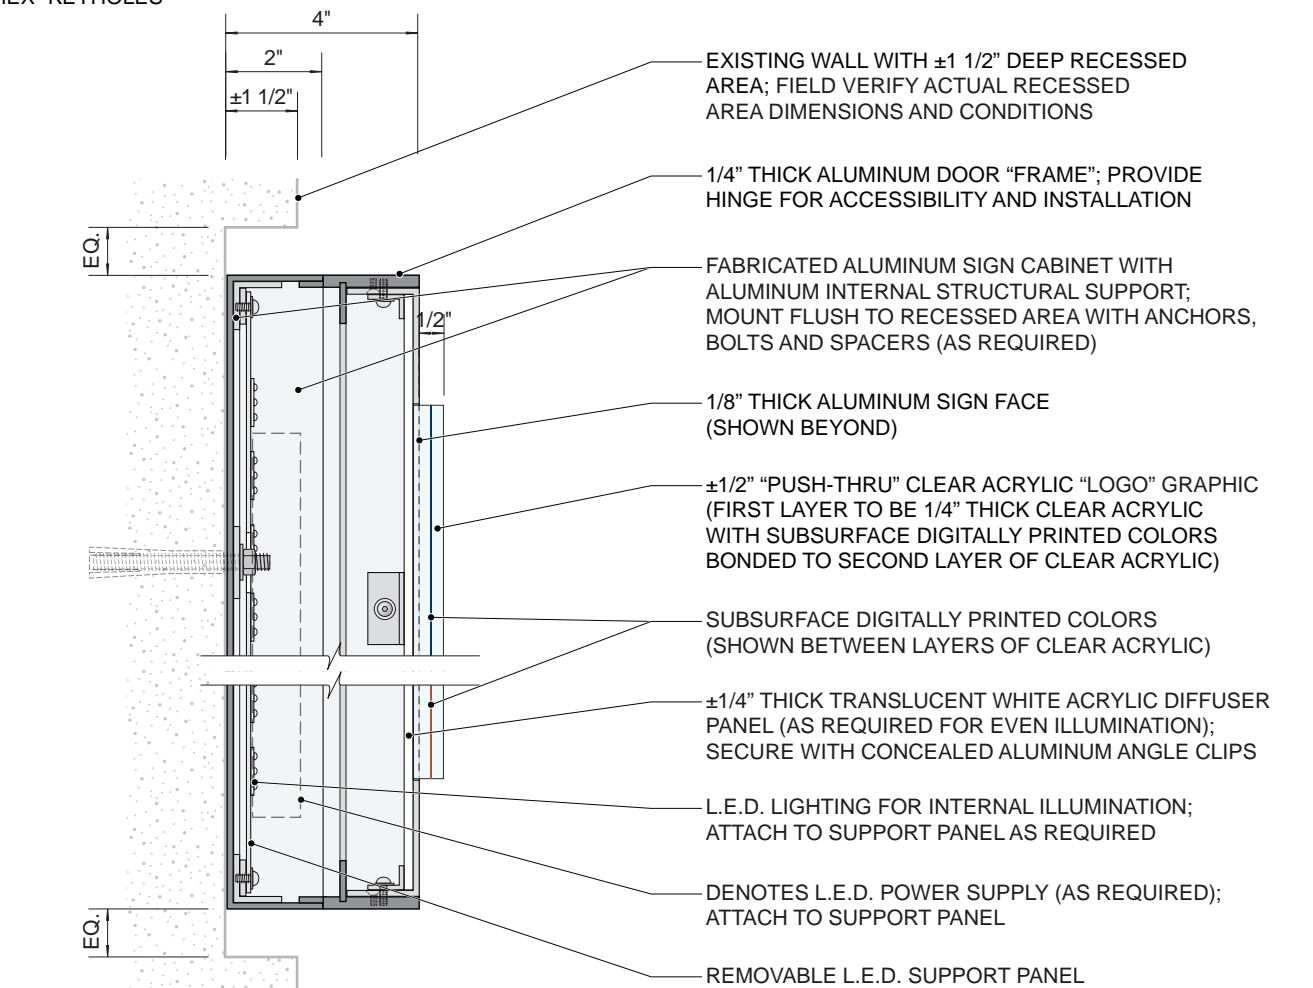 4"
2"
±1 1/2"
EQ.
1/2"
EQ.
EXISTING WALL WITH ±1 1/2” DEEP RECESSED
AREA; FIELD VERIFY ACTUAL RECESSED
AREA DIMENSIONS AND CONDITIONS
1/4” THICK ALUMINUM DOOR “FRAME”; PROVIDE
HINGE FOR ACCESSIBILITY AND INSTALLATION
FABRICATED ALUMINUM SIGN CABINET WITH
ALUMINUM INTERNAL STRUCTURAL SUPPORT;
MOUNT FLUSH TO RECESSED AREA WITH ANCHORS,
BOLTS AND SPACERS (AS REQUIRED)
1/8” THICK ALUMINUM SIGN FACE
(SHOWN BEYOND)
±1/2” “PUSH-THRU” CLEAR ACRYLIC “LOGO” GRAPHIC
(FIRST LAYER TO BE 1/4” THICK CLEAR ACRYLIC
WITH SUBSURFACE DIGITALLY PRINTED COLORS
BONDED TO SECOND LAYER OF CLEAR ACRYLIC)
SUBSURFACE DIGITALLY PRINTED COLORS
(SHOWN BETWEEN LAYERS OF CLEAR ACRYLIC)
±1/4” THICK TRANSLUCENT WHITE ACRYLIC DIFFUSER
PANEL (AS REQUIRED FOR EVEN ILLUMINATION);
SECURE WITH CONCEALED ALUMINUM ANGLE CLIPS
L.E.D. LIGHTING FOR INTERNAL ILLUMINATION;
ATTACH TO SUPPORT PANEL AS REQUIRED
DENOTES L.E.D. POWER SUPPLY (AS REQUIRED);
ATTACH TO SUPPORT PANEL
REMOVABLE L.E.D. SUPPORT PANEL